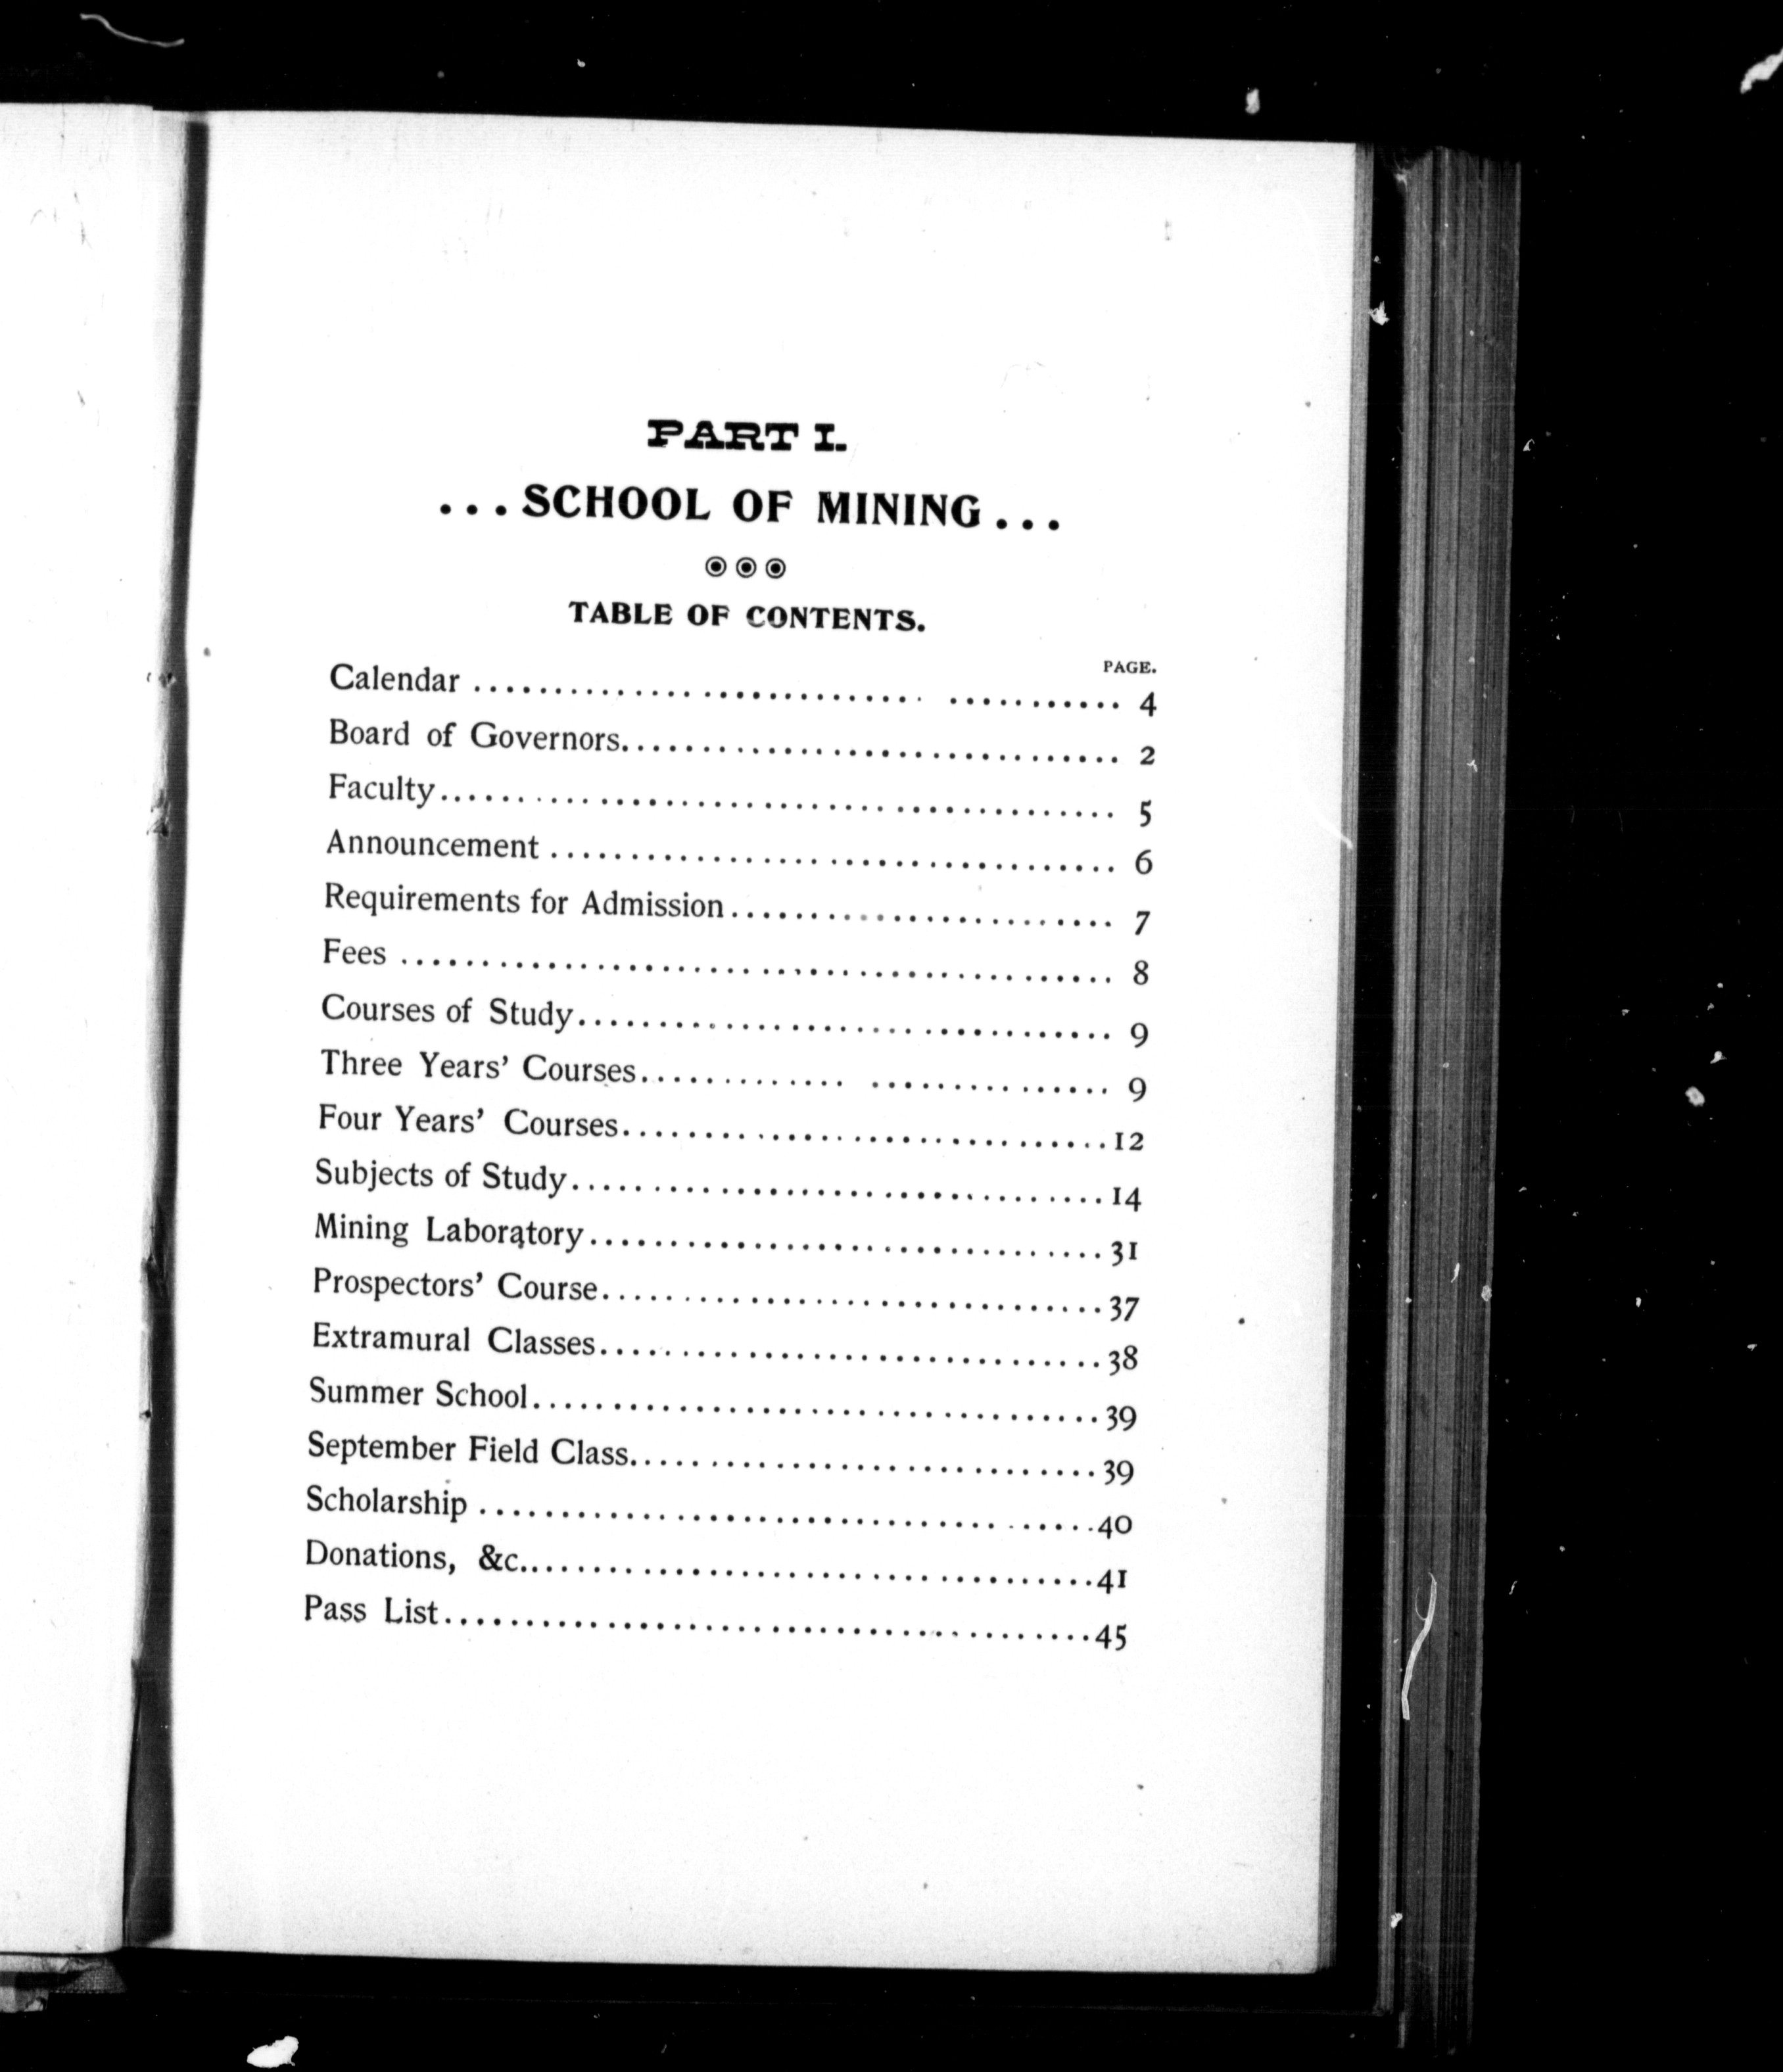 PART I.
...SCHOOL OF MINING...
TABLE OF CONTENTS.
PAGE.
Calendar ........................................ 4
Board of Governors............................... 2
Faculty.......................................... 5
Announcement .................................... 6
Requirements for Admission....................... 7
Fees ............................................ 8
Courses of Study................................. 9
Three Years' Courses............................. 9
Four Years' Courses..............................12
Subjects of Study................................14
Mining Laboratory................................31
Prospectors' Course..............................37
Extramural Classes...............................38
Summer School....................................39
September Field Class............................39
Scholarship .....................................40
Donations, &c....................................41
Pass List........................................45